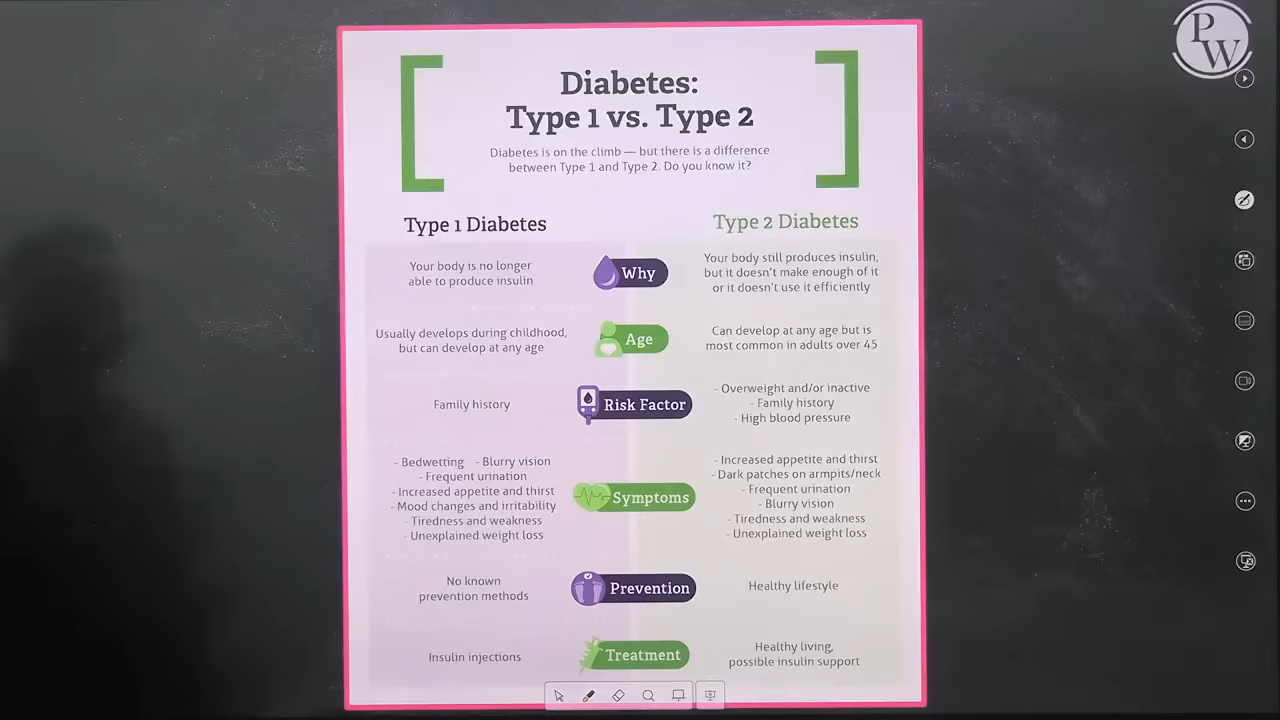 PW
Diabetes:
Type 1 vs. Type 2
Diabetes is on the climb — but there is a difference
between Type 1 and Type 2. Do you know it?
Type 1 Diabetes
Type 2 Diabetes
Your body is no longer
able to produce insulin
Why
Your body still produces insulin,
but it doesn't make enough of it
or it doesn't use it efficiently
Usually develops during childhood,
but can develop at any age
Age
Can develop at any age but is
most common in adults over 45
Family history
Risk Factor
- Overweight and/or inactive
- Family history
- High blood pressure
- Bedwetting - Blurry vision
- Frequent urination
- Increased appetite and thirst
- Mood changes and irritability
- Tiredness and weakness
- Unexplained weight loss
Symptoms
- Increased appetite and thirst
- Dark patches on armpits/neck
- Frequent urination
- Blurry vision
- Tiredness and weakness
- Unexplained weight loss
No known
prevention methods
Prevention
Healthy lifestyle
Insulin injections
Treatment
Healthy living,
possible insulin support